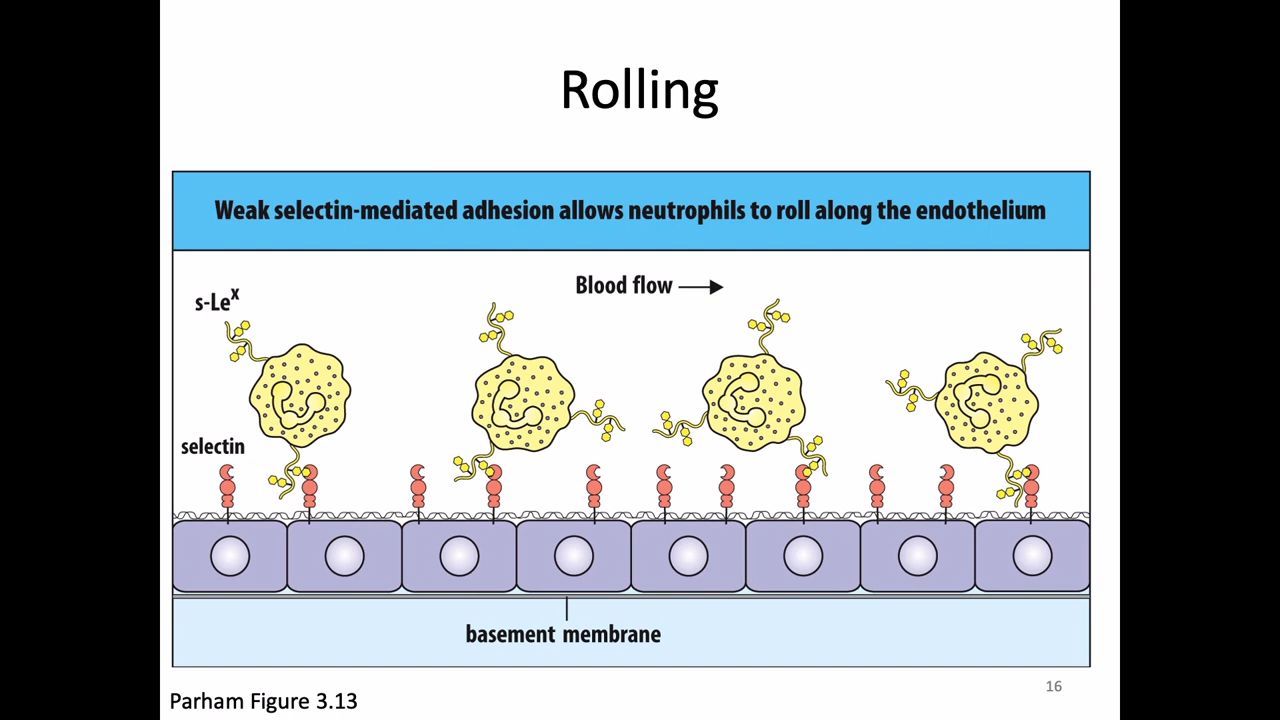 Rolling
Weak selectin-mediated adhesion allows neutrophils to roll along the endothelium
Blood flow
s-Leˣ
selectin
basement membrane
Parham Figure 3.13
16